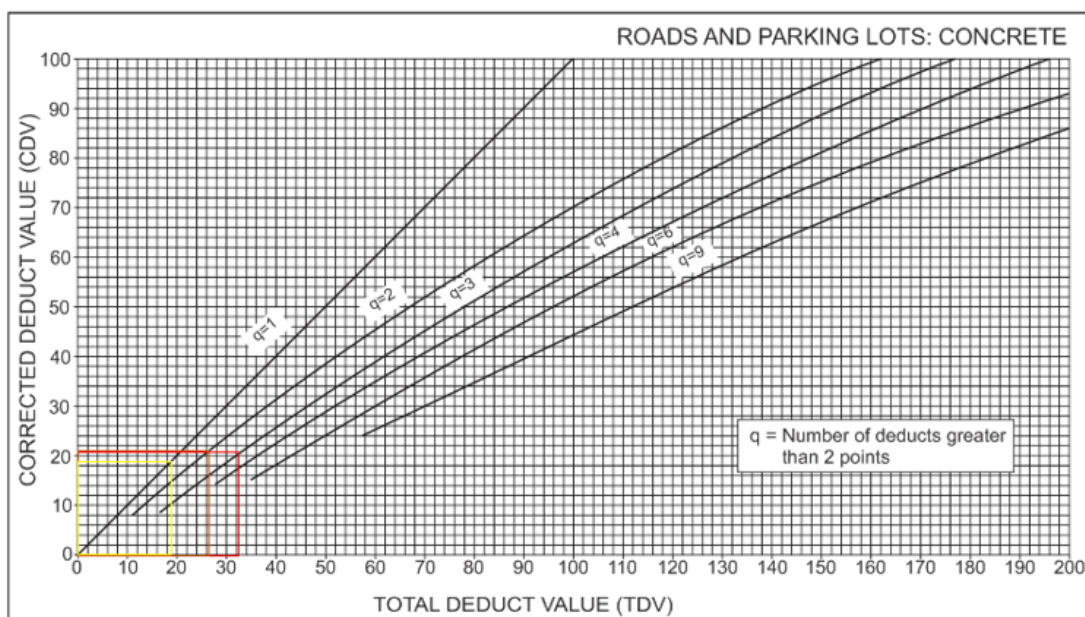 ROADS AND PARKING LOTS: CONCRETE
CORRECTED DEDUCT VALUE (CDV)
100
90
80
70
60
50
40
30
20
10
0
q=1
q=2
q=3
q=4
q=6
q=9
q = Number of deducts greater
than 2 points
0 10 20 30 40 50 60 70 80 90 100 110 120 130 140 150 160 170 180 190 200
TOTAL DEDUCT VALUE (TDV)